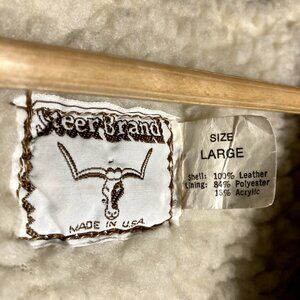 Steer Brand
MADE IN U.S.A.
SIZE
LARGE
Shell: 100% Leather
Lining: 84% Polyester
16% Acrylic